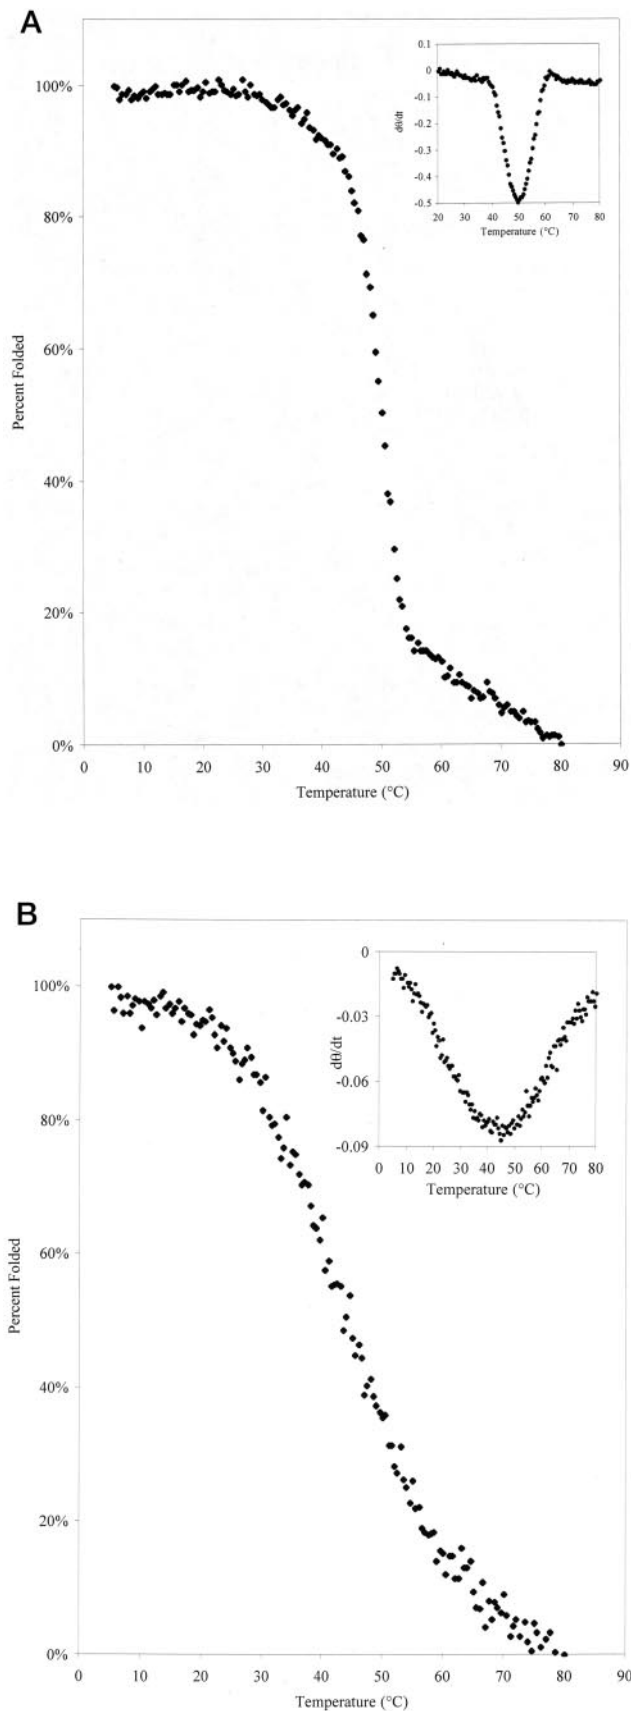 A
100%
80%
60%
40%
20%
0%
Percent Folded
0 10 20 30 40 50 60 70 80 90
Temperature (°C)
0.1
0
-0.1
-0.2
-0.3
-0.4
-0.5
dθ/dt
20 30 40 50 60 70 80
Temperature (°C)
B
100%
80%
60%
40%
20%
0%
Percent Folded
0 10 20 30 40 50 60 70 80 90
Temperature (°C)
0
-0.03
-0.06
-0.09
dθ/dt
0 10 20 30 40 50 60 70 80
Temperature (°C)